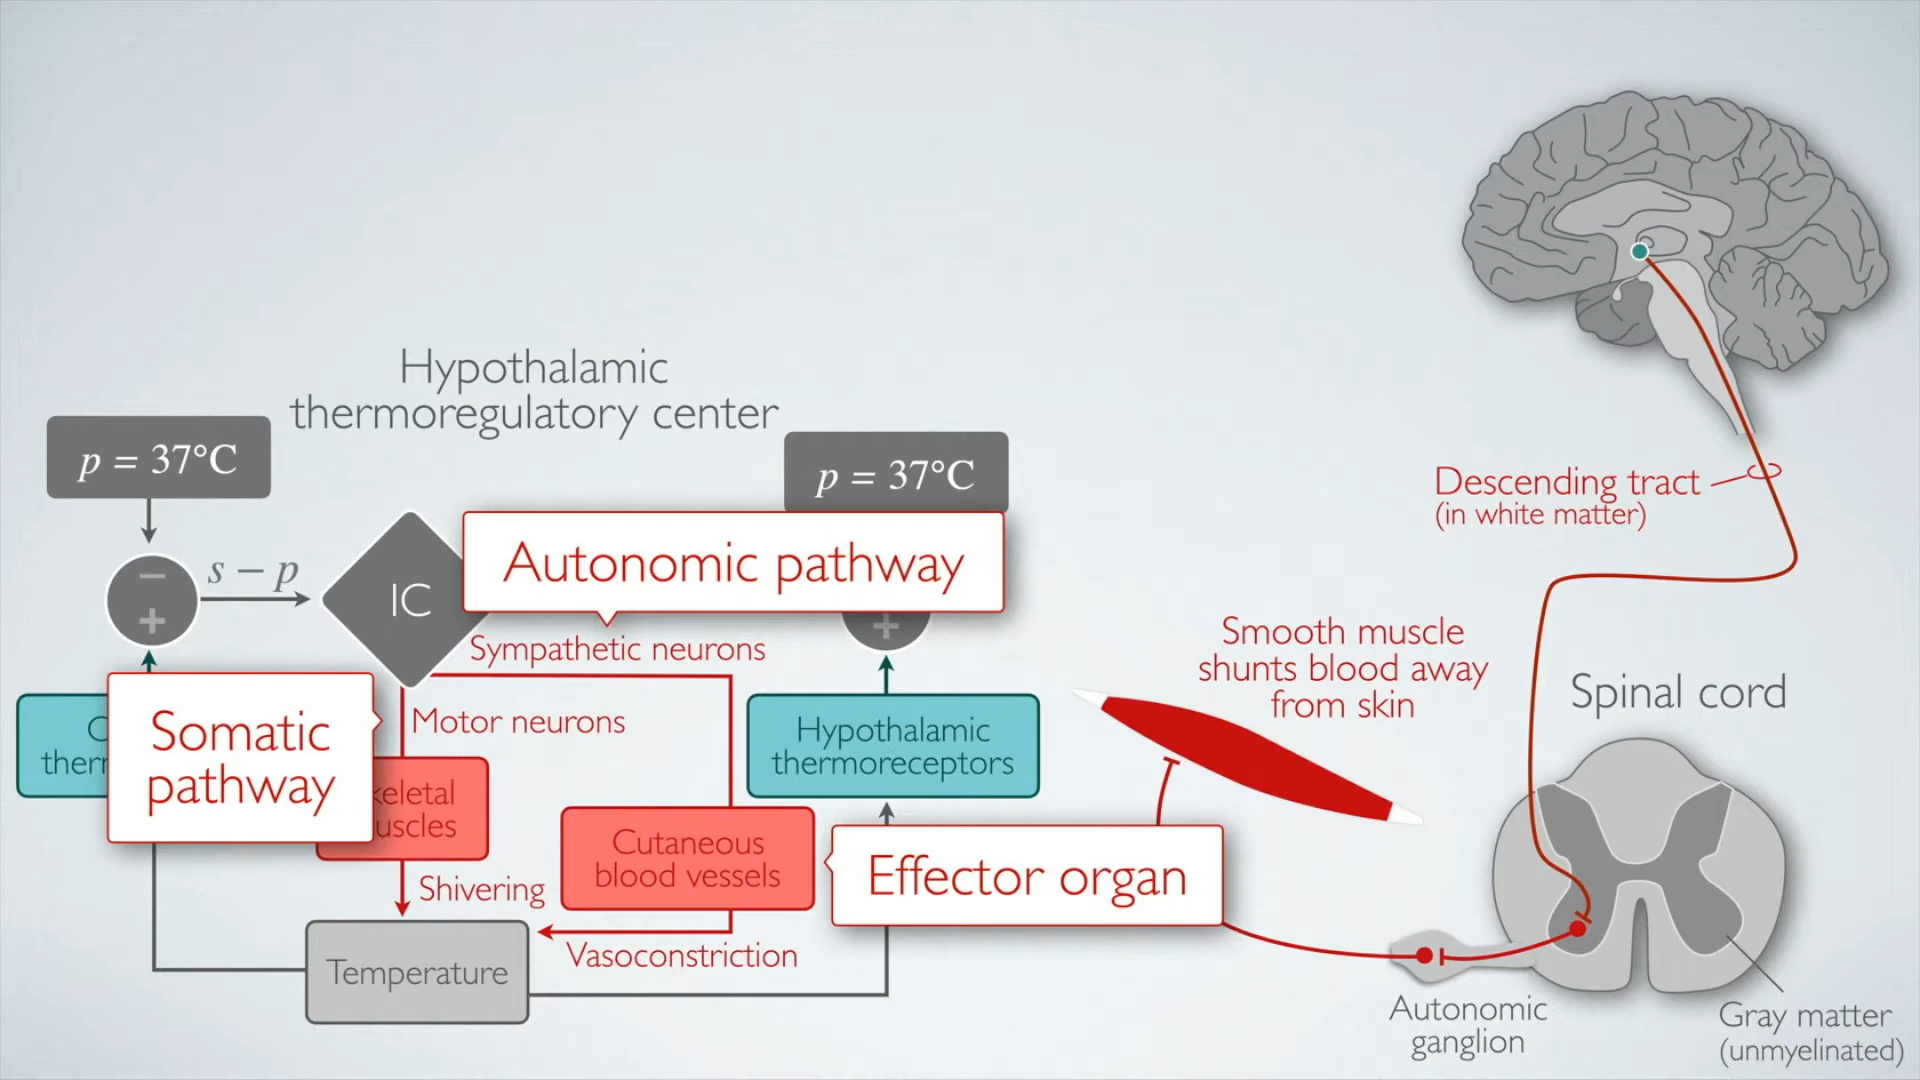 Hypothalamic
thermoregulatory center
p = 37°C
p = 37°C
−
+
s − p
IC
Autonomic pathway
+
Sympathetic neurons
Somatic
pathway
Motor neurons
Hypothalamic
thermoreceptors
Cutaneous
blood vessels
Effector organ
Shivering
Vasoconstriction
Temperature
Descending tract
(in white matter)
Smooth muscle
shunts blood away
from skin
Spinal cord
Autonomic
ganglion
Gray matter
(unmyelinated)